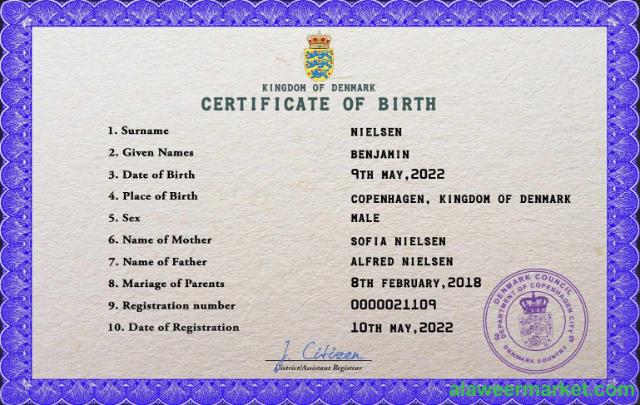 KINGDOM OF DENMARK
CERTIFICATE OF BIRTH
1. Surname NIELSEN
2. Given Names BENJAMIN
3. Date of Birth 9TH MAY,2022
4. Place of Birth COPENHAGEN, KINGDOM OF DENMARK
5. Sex MALE
6. Name of Mother SOFIA NIELSEN
7. Name of Father ALFRED NIELSEN
8. Mariage of Parents 8TH FEBRUARY,2018
9. Registration number 0000021109
10. Date of Registration 10TH MAY,2022
DENMARK COUNCIL
DEPARTMENT OF COPENHAGEN CITY
DENMARK COUNTRY
J. Citizen
District/Assistant Registrar
alaweermarket.com